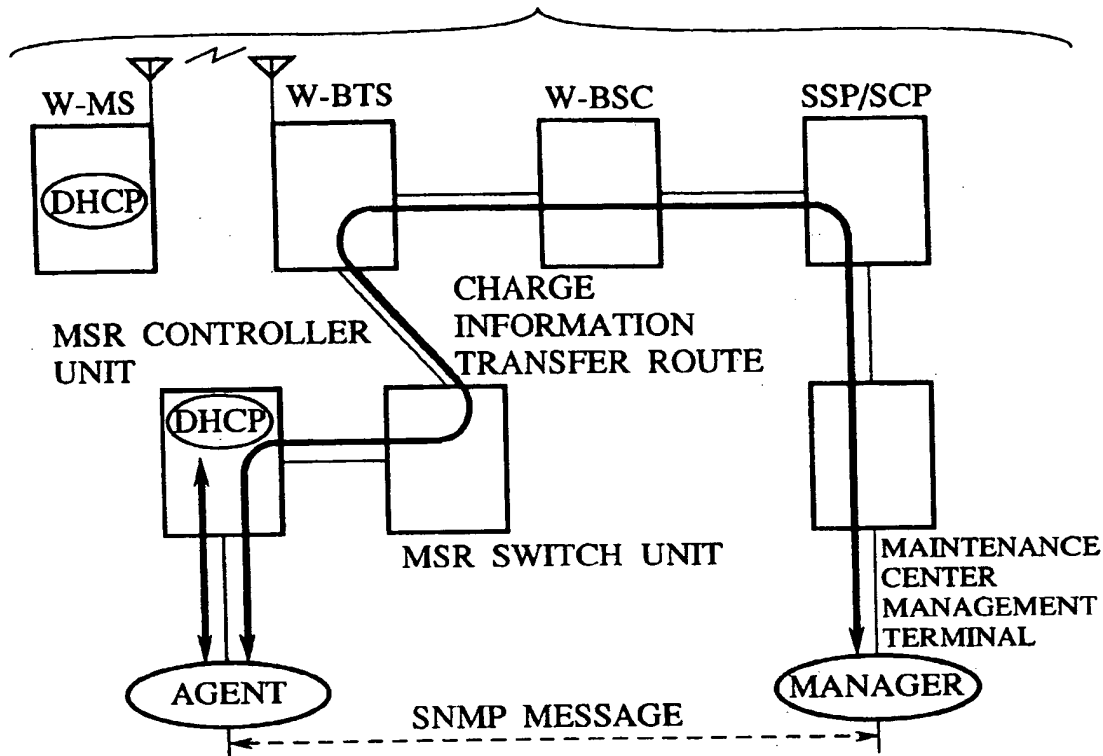 W-MS
W-BTS
W-BSC
SSP/SCP
DHCP
CHARGE
INFORMATION
TRANSFER ROUTE
MSR CONTROLLER
UNIT
DHCP
MSR SWITCH UNIT
MAINTENANCE
CENTER
MANAGEMENT
TERMINAL
AGENT
MANAGER
SNMP MESSAGE